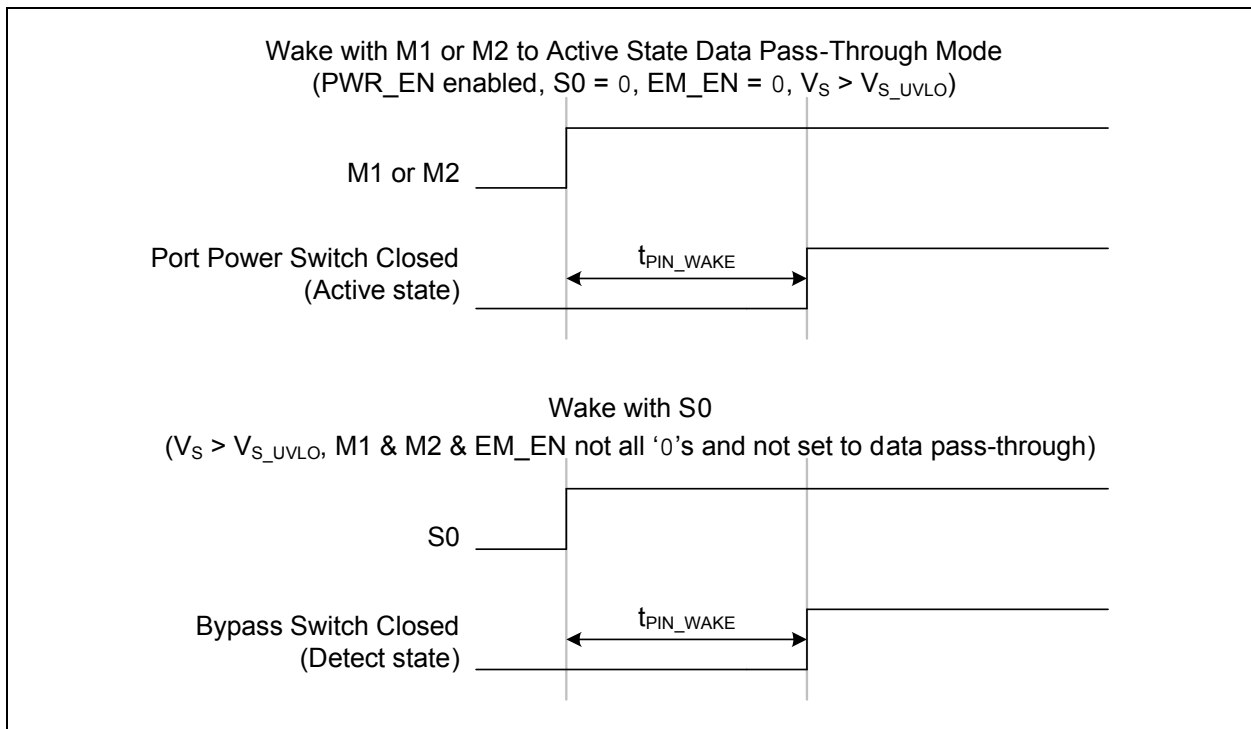 Wake with M1 or M2 to Active State Data Pass-Through Mode
(PWR_EN enabled, S0 = 0, EM_EN = 0, VS > VS_UVLO)
M1 or M2
Port Power Switch Closed
(Active state)
tPIN_WAKE
Wake with S0
(VS > VS_UVLO, M1 & M2 & EM_EN not all ‘0’s and not set to data pass-through)
S0
Bypass Switch Closed
(Detect state)
tPIN_WAKE